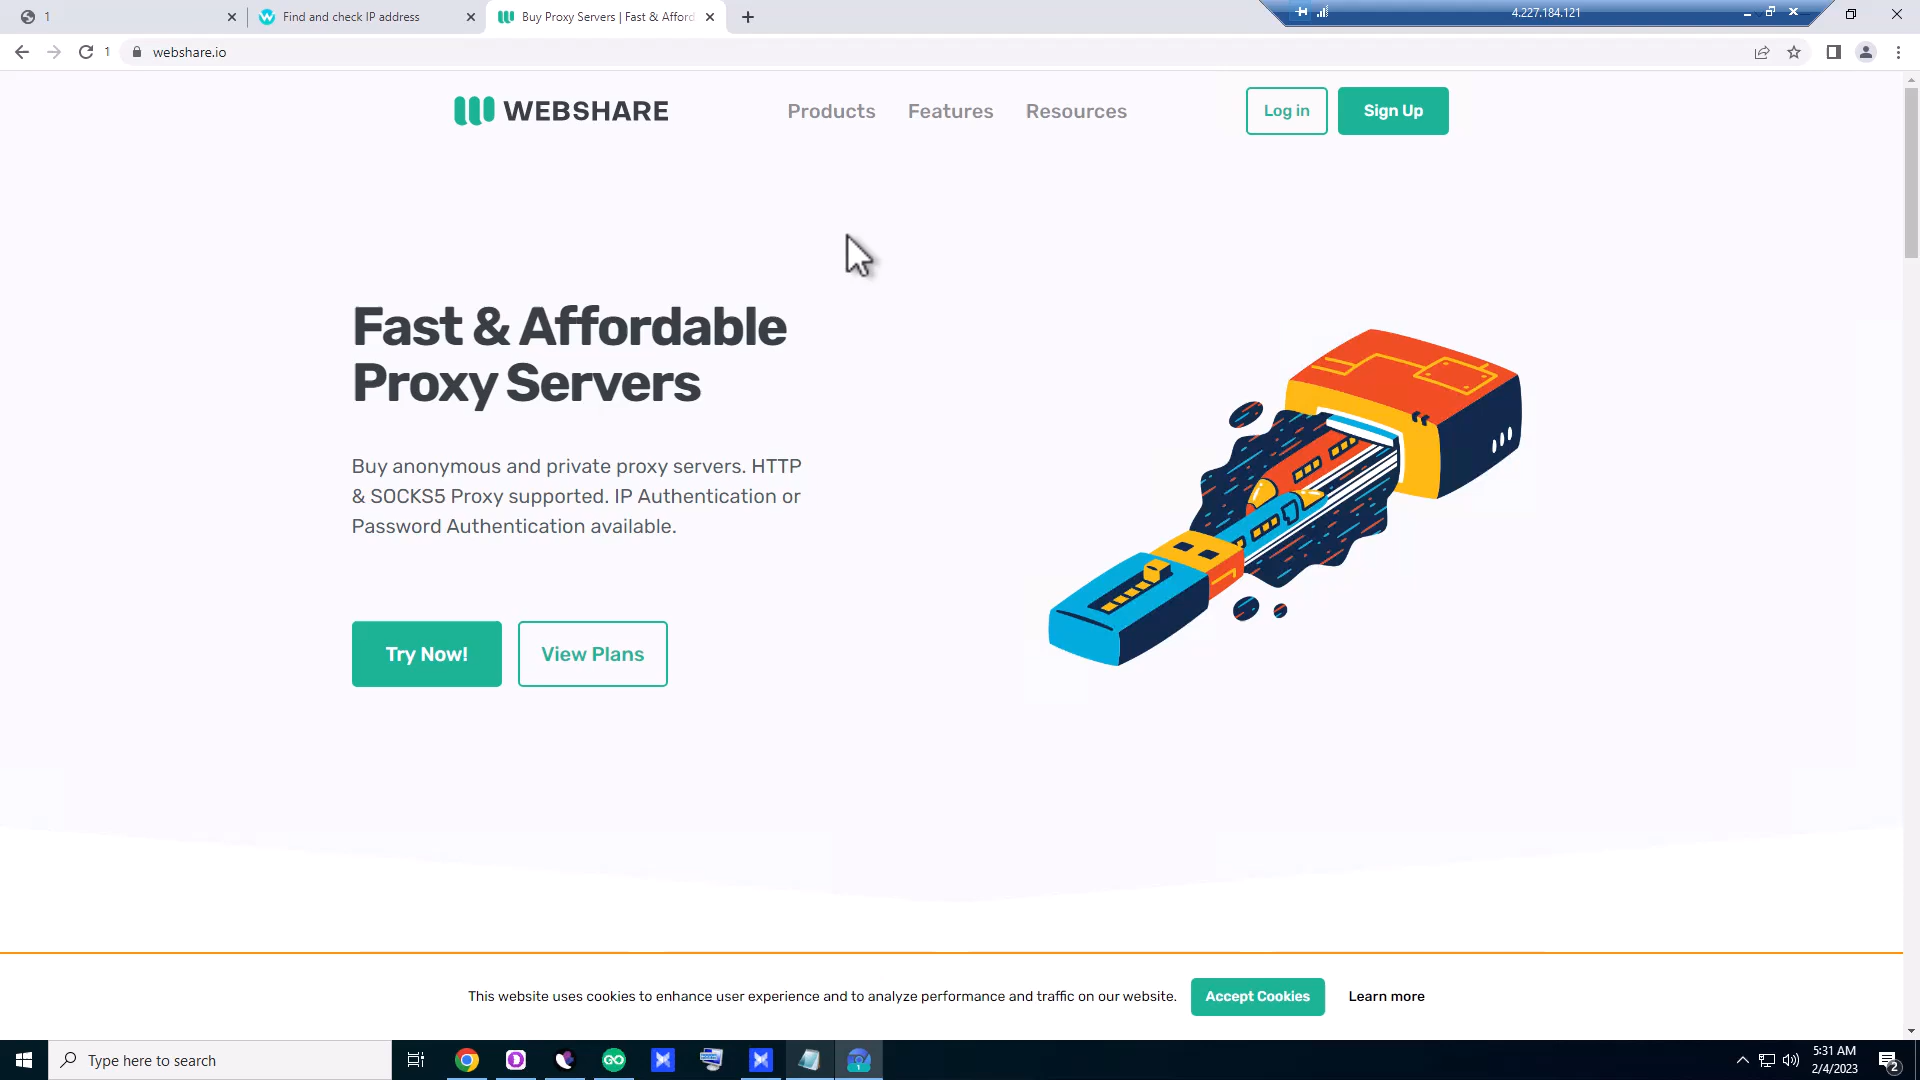 1
Find and check IP address
Buy Proxy Servers | Fast & Afford
4.227.184.121
1
webshare.io
WEBSHARE
Products
Features
Resources
Log in
Sign Up
Fast & Affordable
Proxy Servers
Buy anonymous and private proxy servers. HTTP
& SOCKS5 Proxy supported. IP Authentication or
Password Authentication available.
Try Now!
View Plans
This website uses cookies to enhance user experience and to analyze performance and traffic on our website.
Accept Cookies
Learn more
Type here to search
GO
1
5:31 AM
2/4/2023
2